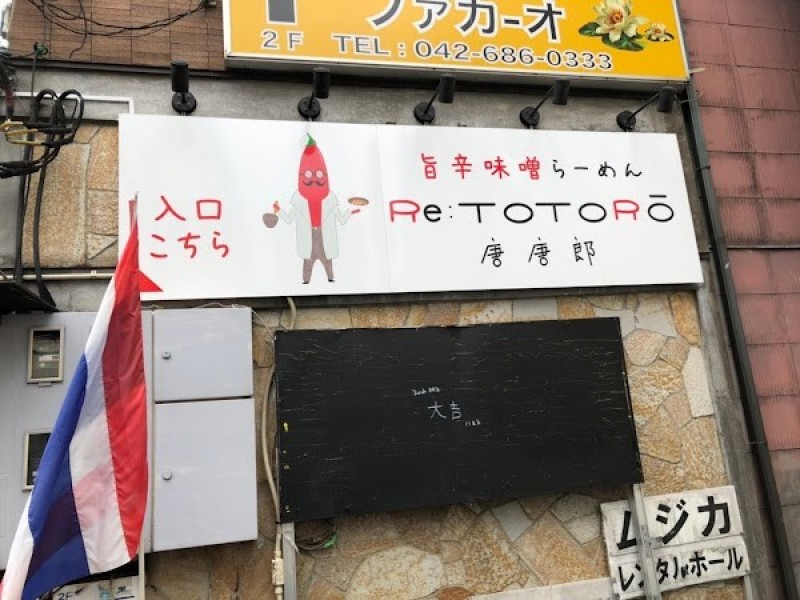 ファカーオ
2F TEL:042-686-0333
旨辛味噌らーめん
Re:TOTORō
唐唐郎
入口
こちら
大吉
ムジカ
レンタルホール
2F